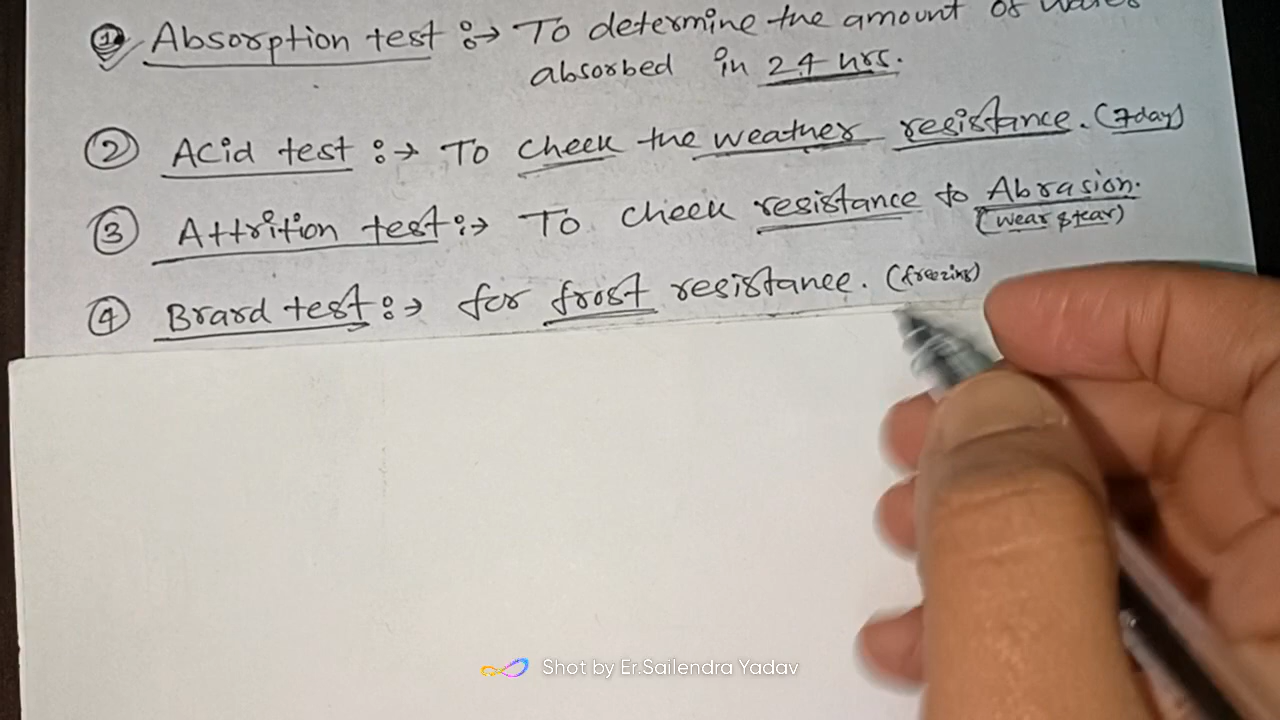 ① Absorption test :→ To determine the amount of water
absorbed in 24 hrs.
② Acid test :→ To check the weather resistance. (7day)
③ Attrition test :→ To check resistance to Abrasion.
(wear & tear)
④ Brard test :→ for frost resistance. (freezing)
Shot by Er.Sailendra Yadav